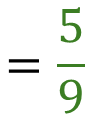 = 5/9